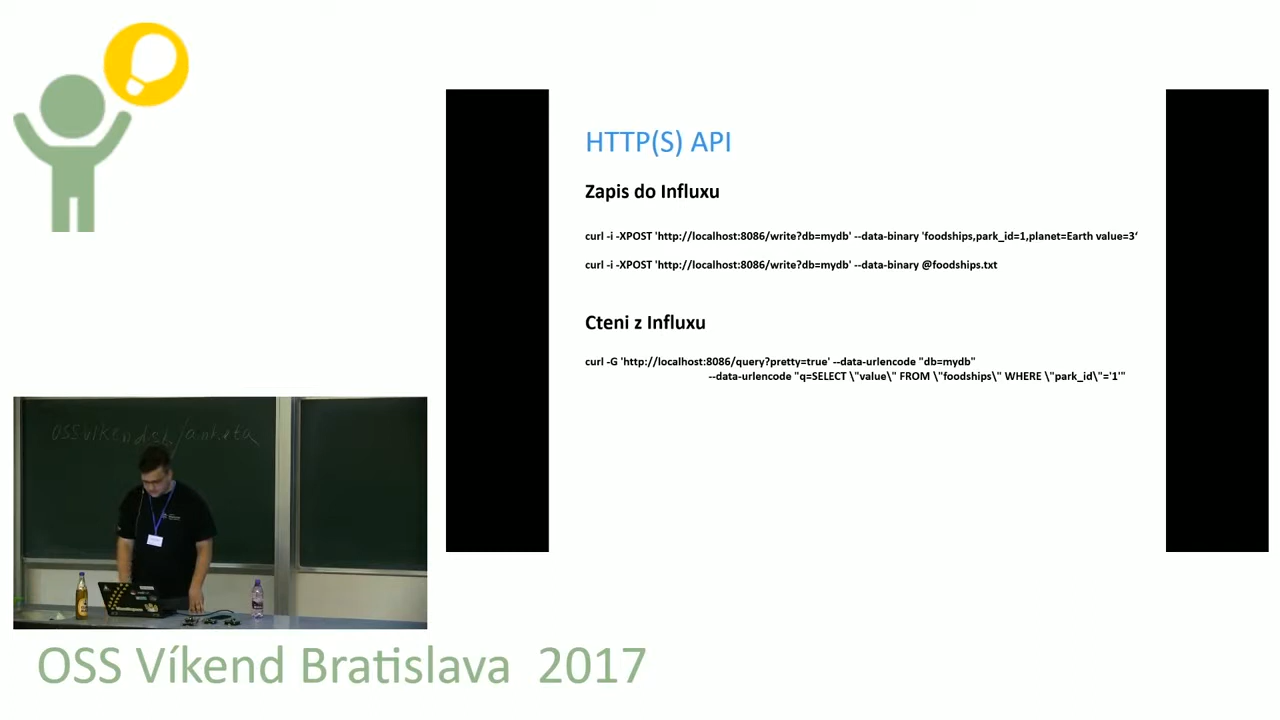 HTTP(S) API
Zapis do Influxu
curl -i -XPOST 'http://localhost:8086/write?db=mydb' --data-binary 'foodships,park_id=1,planet=Earth value=3‘
curl -i -XPOST 'http://localhost:8086/write?db=mydb' --data-binary @foodships.txt
Cteni z Influxu
curl -G 'http://localhost:8086/query?pretty=true' --data-urlencode "db=mydb"
--data-urlencode "q=SELECT \"value\" FROM \"foodships\" WHERE \"park_id\"='1'"
OSSvikend.sk/anketa
OSS Víkend Bratislava 2017